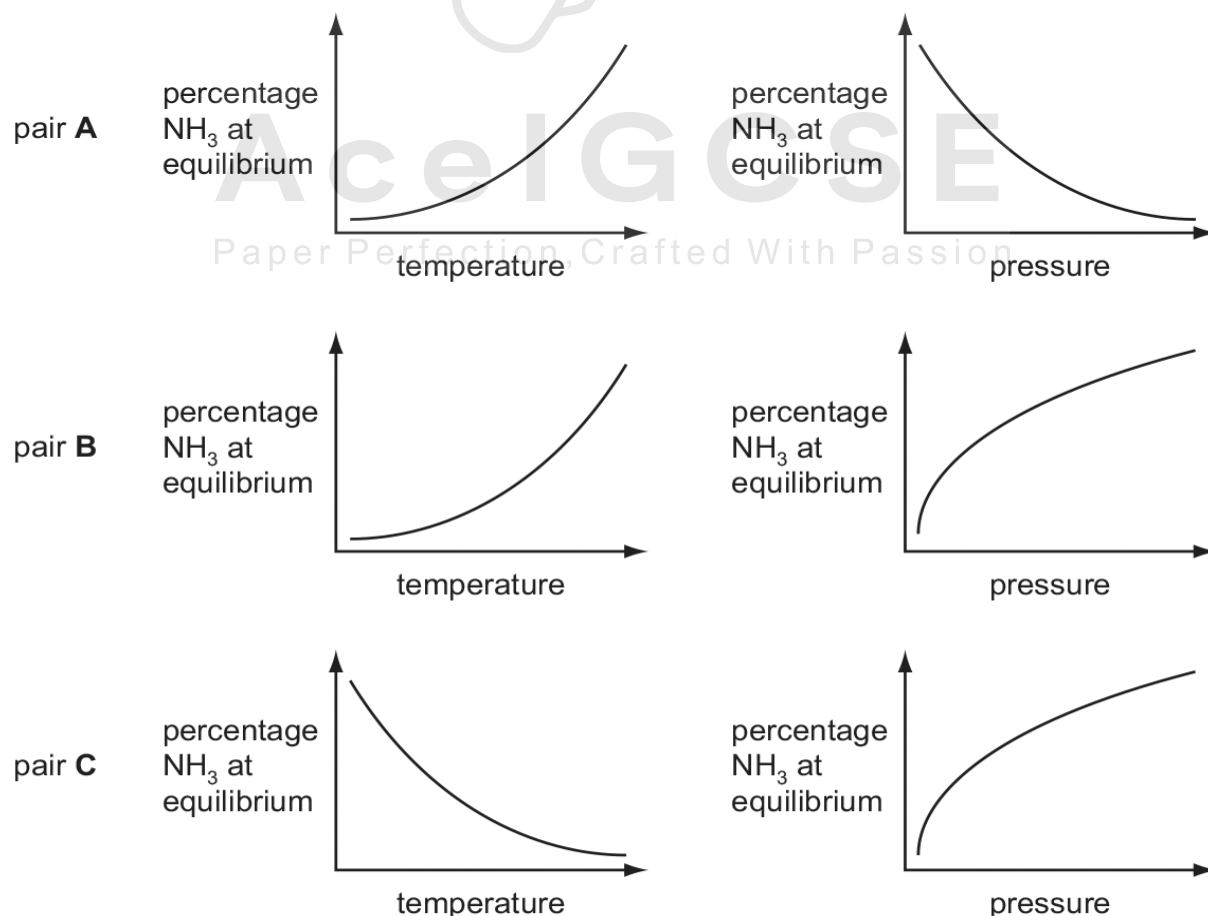 pair A
percentage
NH₃ at
equilibrium
temperature
percentage
NH₃ at
equilibrium
pressure
AceIGCSE
Paper Perfection, Crafted With Passion
pair B
percentage
NH₃ at
equilibrium
temperature
percentage
NH₃ at
equilibrium
pressure
pair C
percentage
NH₃ at
equilibrium
temperature
percentage
NH₃ at
equilibrium
pressure